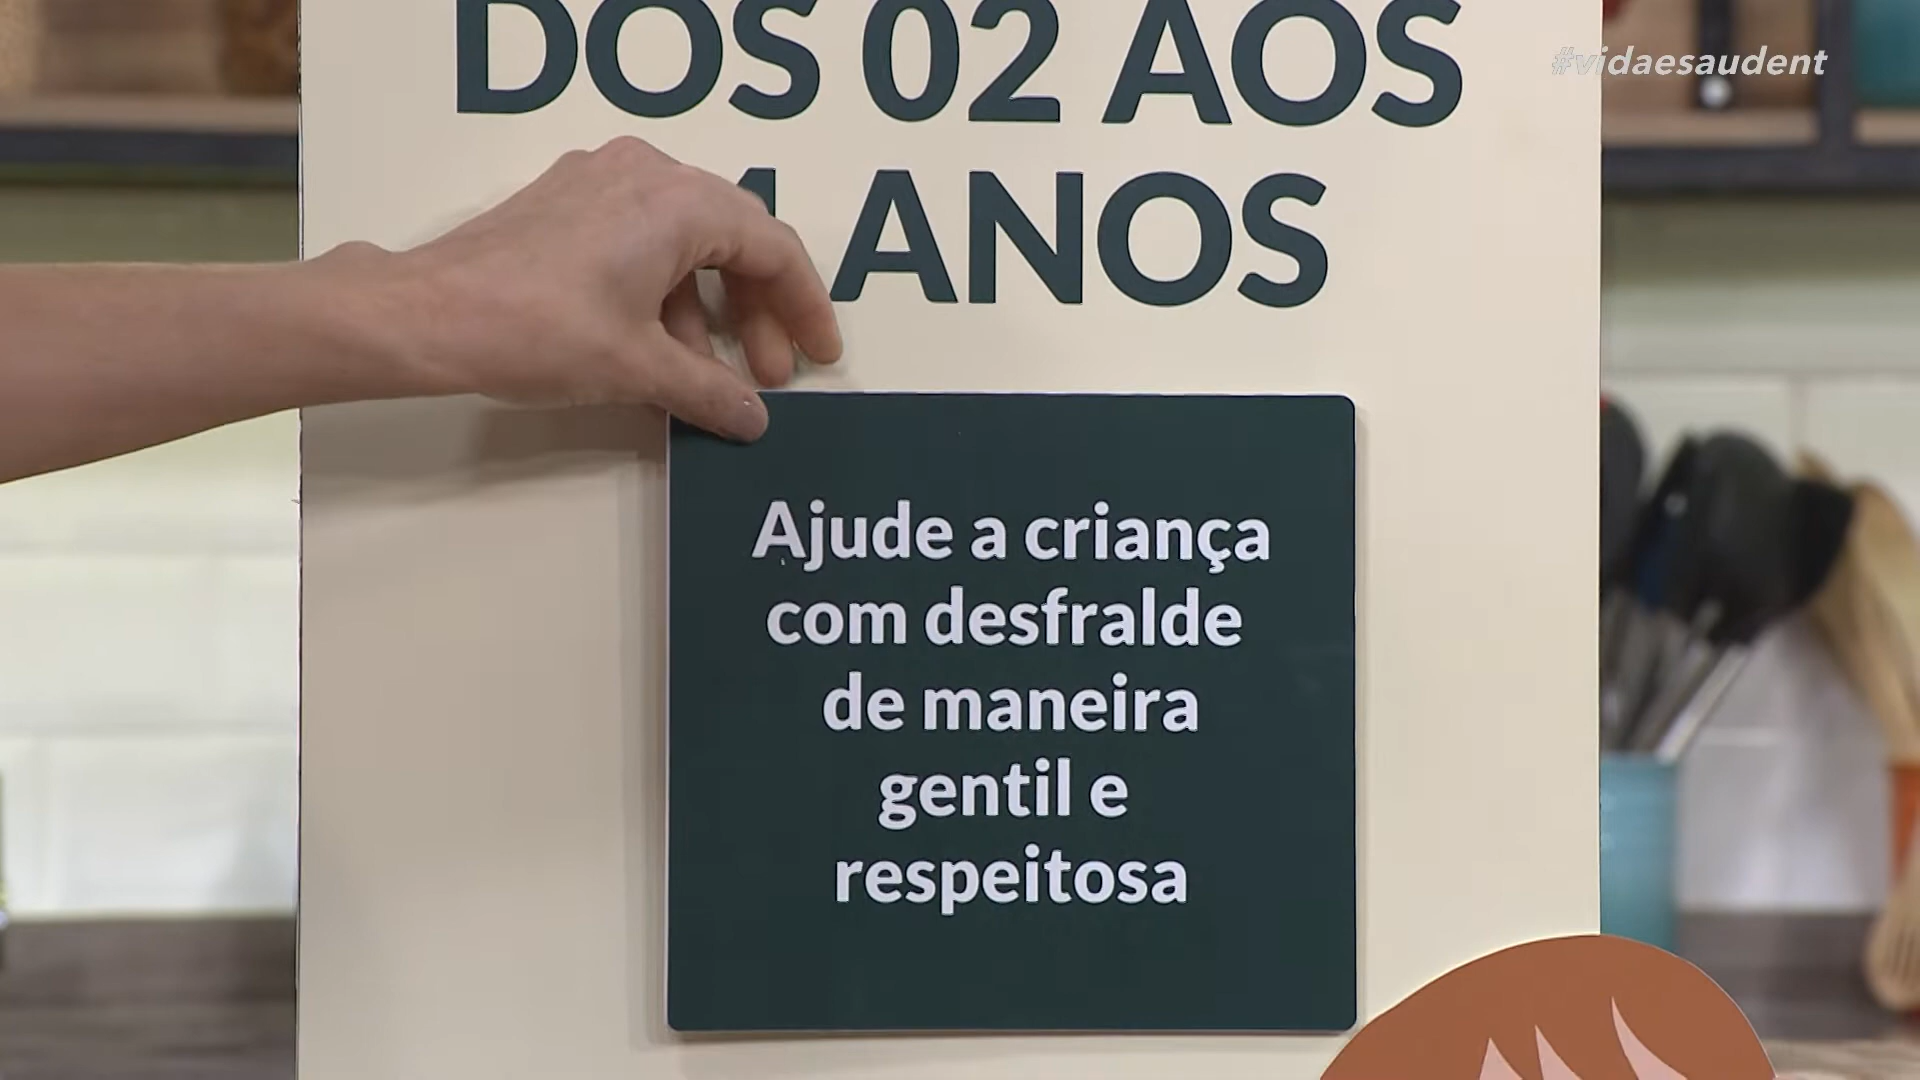 DOS 02 AOS
#vidaesaudent
ANOS
Ajude a criança
com desfralde
de maneira
gentil e
respeitosa